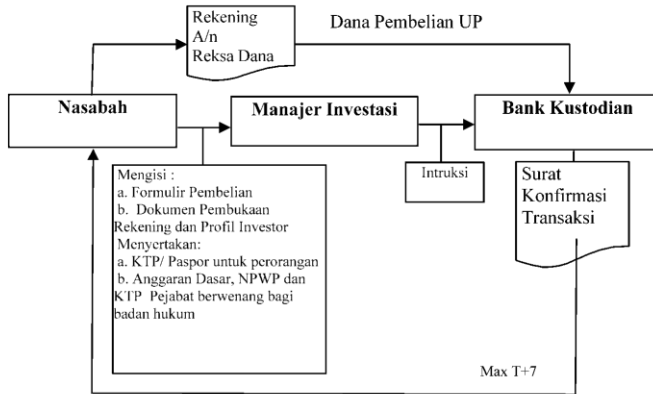 Rekening
A/n
Reksa Dana
Dana Pembelian UP
Nasabah
Manajer Investasi
Bank Kustodian
Mengisi :
a. Formulir Pembelian
b. Dokumen Pembukaan
Rekening dan Profil Investor
Menyertakan:
a. KTP/ Paspor untuk perorangan
b. Anggaran Dasar, NPWP dan
KTP Pejabat berwenang bagi
badan hukum
Intruksi
Surat
Konfirmasi
Transaksi
Max T+7